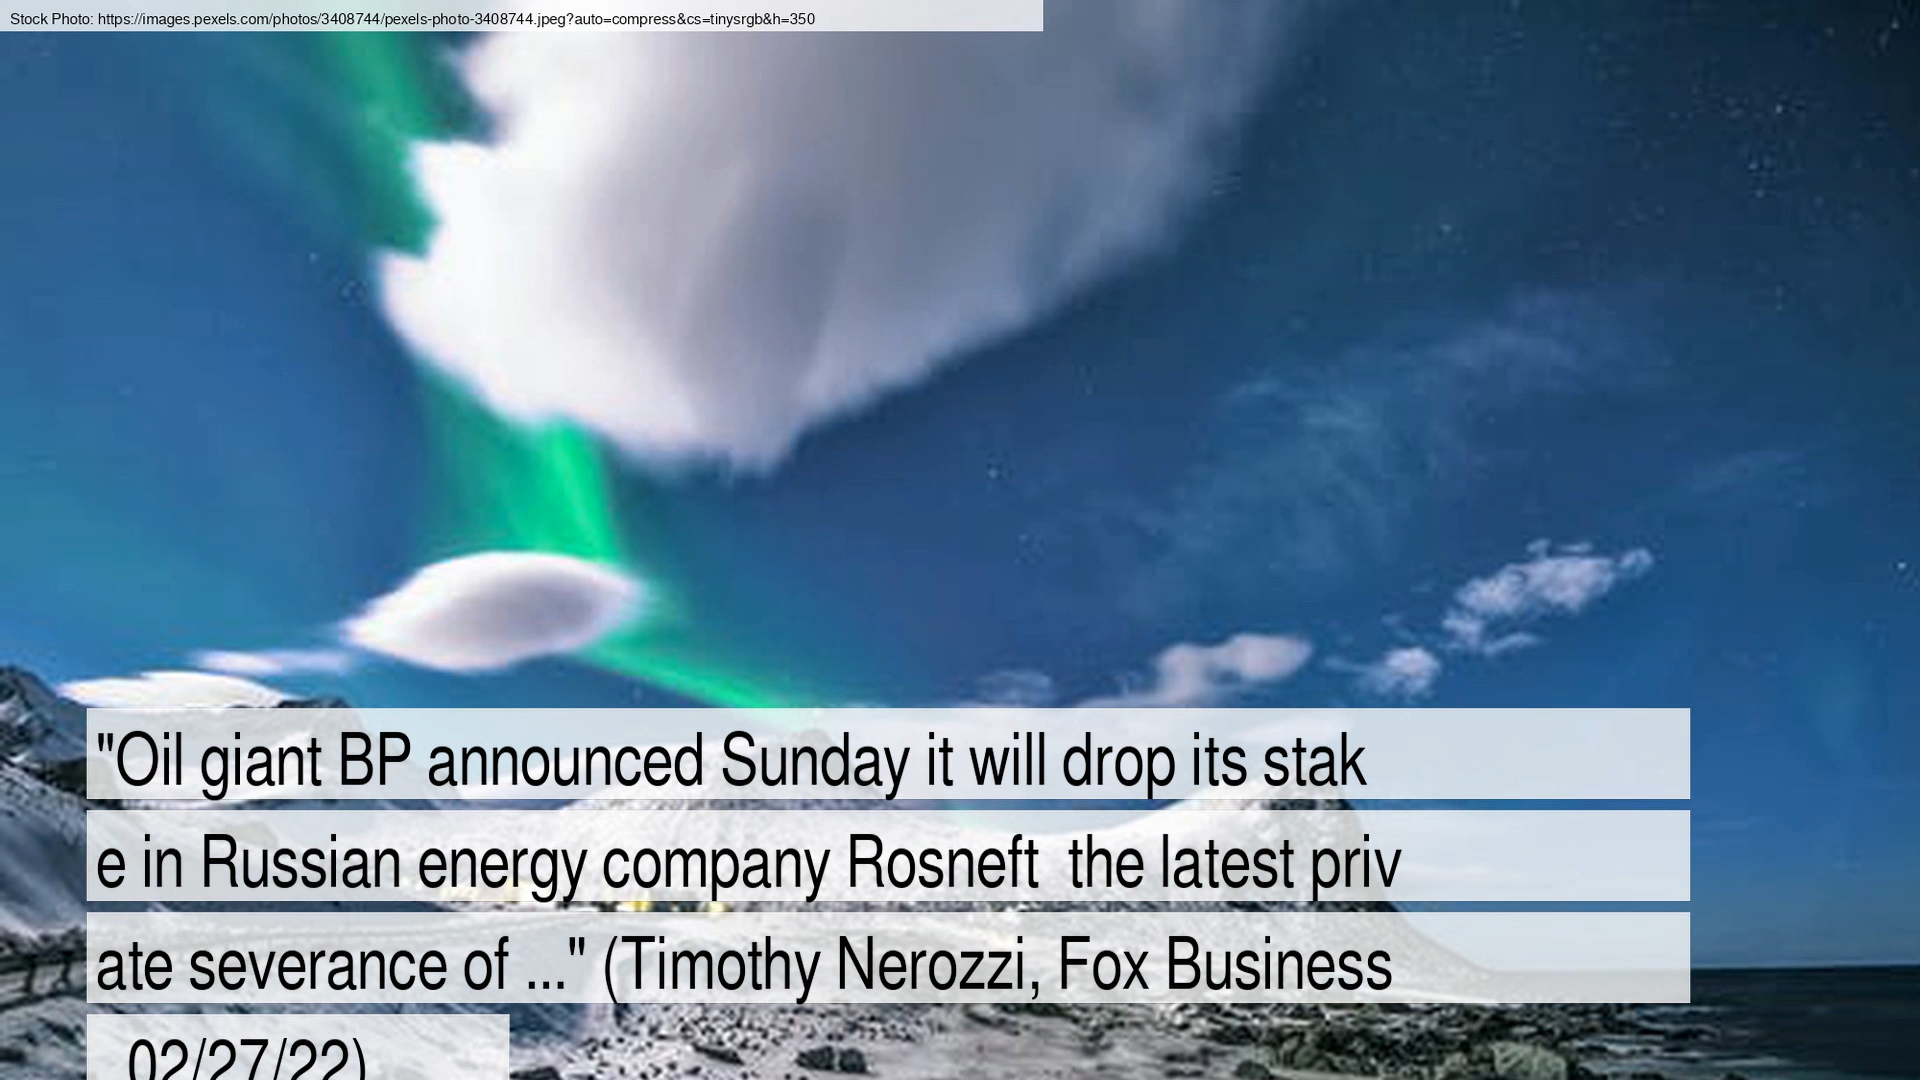 Stock Photo: https://images.pexels.com/photos/3408744/pexels-photo-3408744.jpeg?auto=compress&cs=tinysrgb&h=350
"Oil giant BP announced Sunday it will drop its stak
e in Russian energy company Rosneft  the latest priv
ate severance of ..." (Timothy Nerozzi, Fox Business
02/27/22)